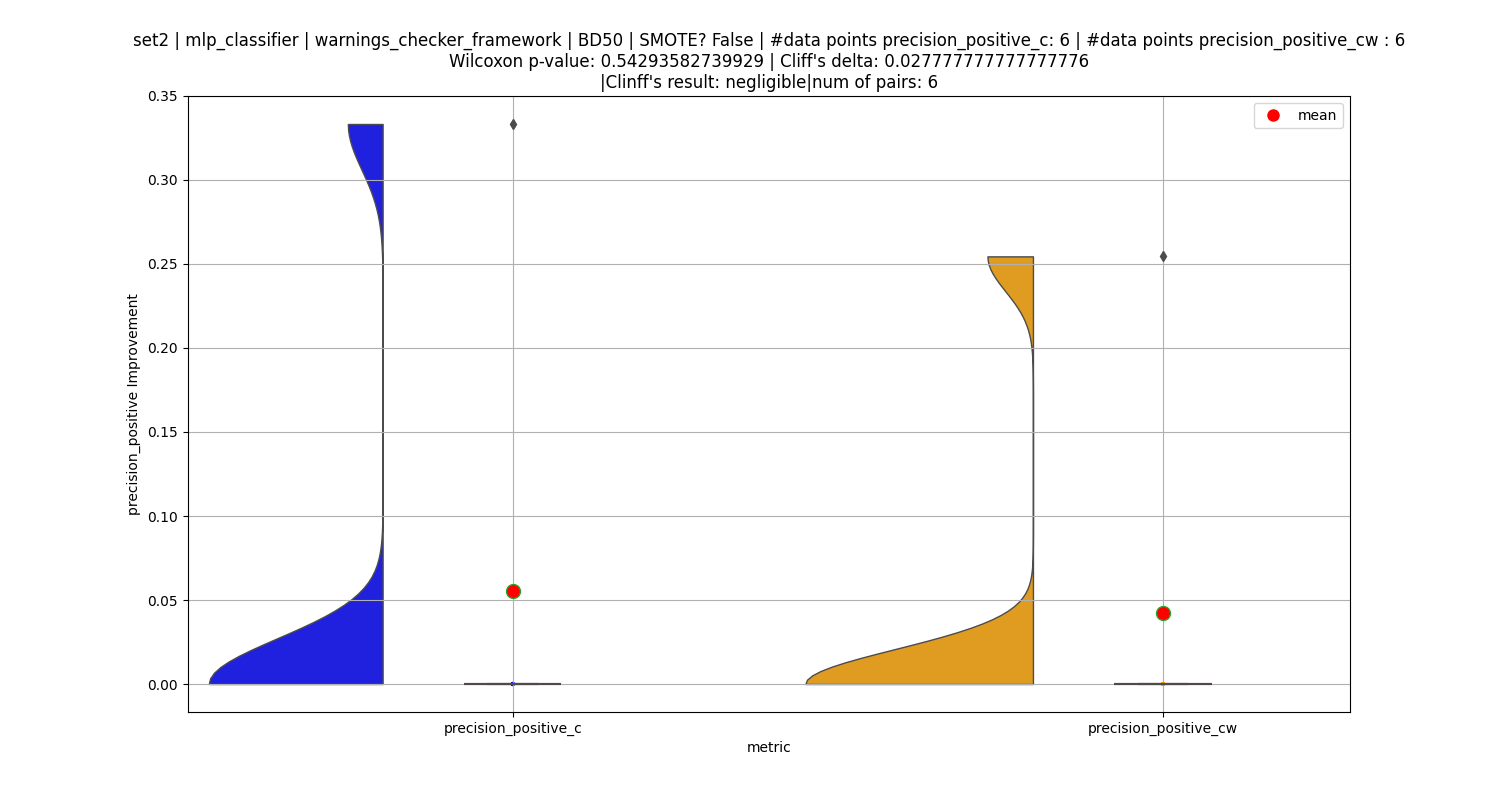 set2 | mlp_classifier | warnings_checker_framework | BD50 | SMOTE? False | #data points precision_positive_c: 6 | #data points precision_positive_cw : 6
Wilcoxon p-value: 0.54293582739929 | Cliff's delta: 0.027777777777777776
|Clinff's result: negligible|num of pairs: 6
mean
0.35
0.30
0.25
0.20
0.15
0.10
0.05
0.00
precision_positive Improvement
precision_positive_c
precision_positive_cw
metric